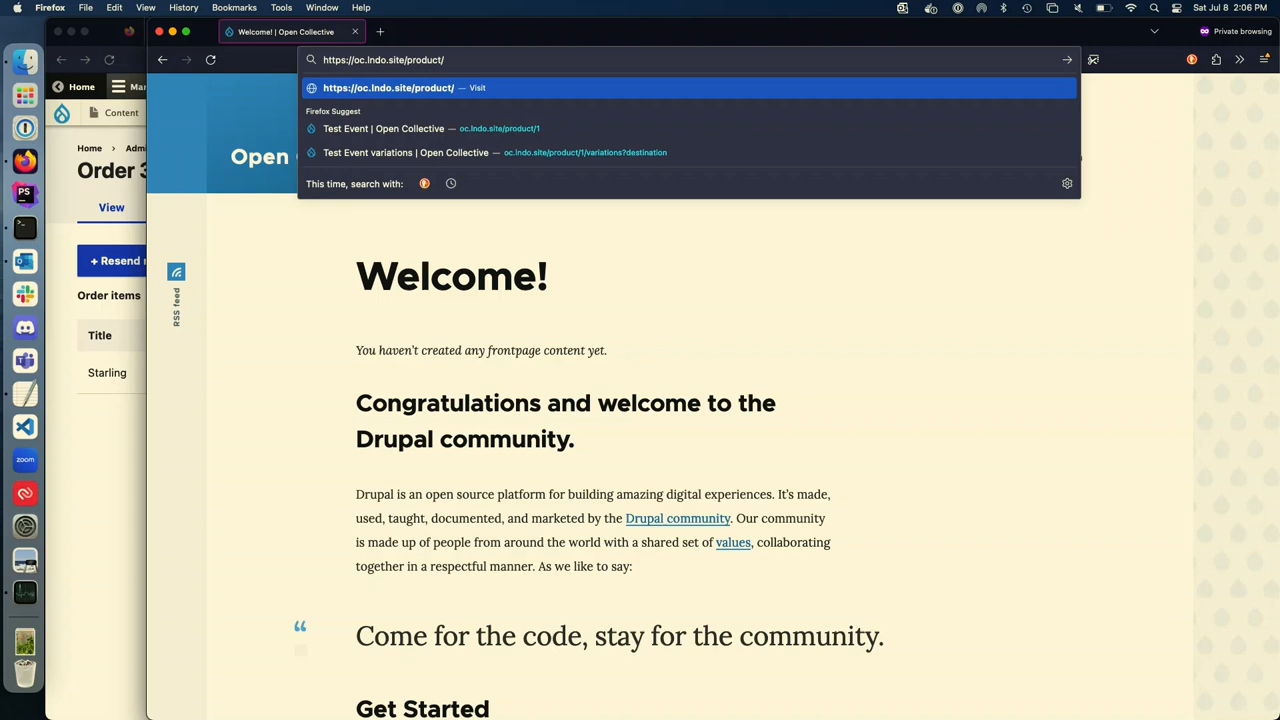 Firefox File Edit View History Bookmarks Tools Window Help
Sat Jul 8 2:06 PM
Welcome! | Open Collective
Private browsing
https://oc.lndo.site/product/
Home
Content
https://oc.lndo.site/product/ — Visit
Firefox Suggest
Test Event | Open Collective — oc.lndo.site/product/1
Test Event variations | Open Collective — oc.lndo.site/product/1/variations?destination
This time, search with:
Home
Order
Open
View
+ Resend
Order items
Title
Starling
RSS feed
Welcome!
You haven't created any frontpage content yet.
Congratulations and welcome to the
Drupal community.
Drupal is an open source platform for building amazing digital experiences. It's made,
used, taught, documented, and marketed by the Drupal community. Our community
is made up of people from around the world with a shared set of values, collaborating
together in a respectful manner. As we like to say:
“
Come for the code, stay for the community.
Get Started
PS
zoom